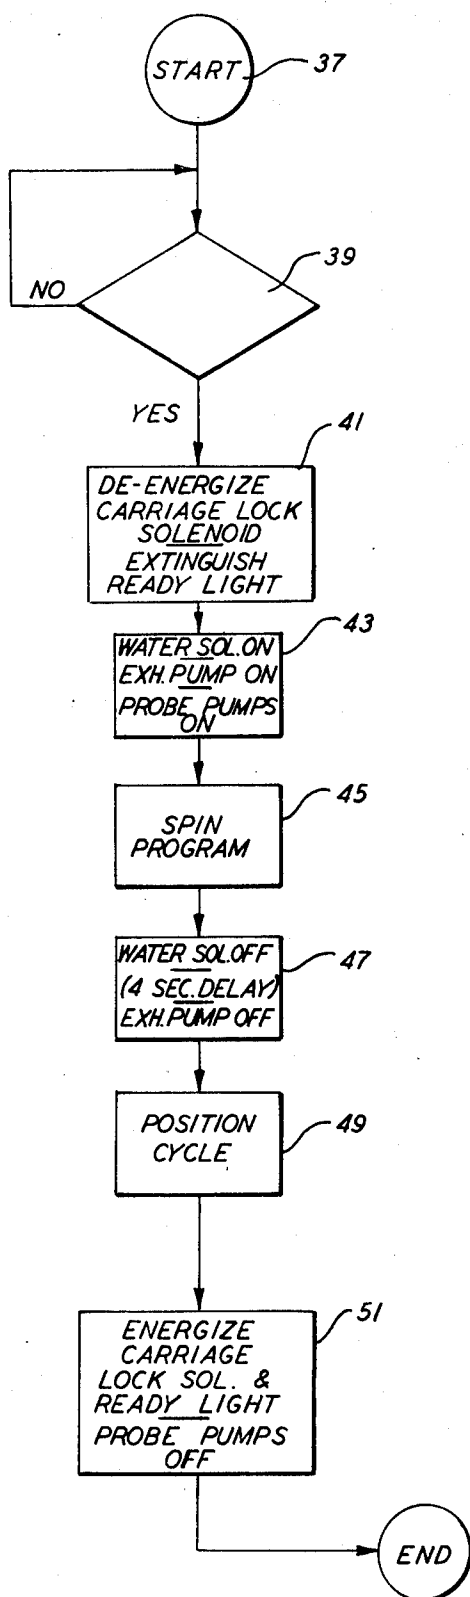 START
37
39
NO
YES
41
DE-ENERGIZE
CARRIAGE LOCK
SOLENOID
EXTINGUISH
READY LIGHT
43
WATER SOL. ON
EXH. PUMP ON
PROBE PUMPS
ON
45
SPIN
PROGRAM
47
WATER SOL. OFF
(4 SEC. DELAY)
EXH. PUMP OFF
49
POSITION
CYCLE
51
ENERGIZE
CARRIAGE
LOCK SOL. &
READY LIGHT
PROBE PUMPS
OFF
END